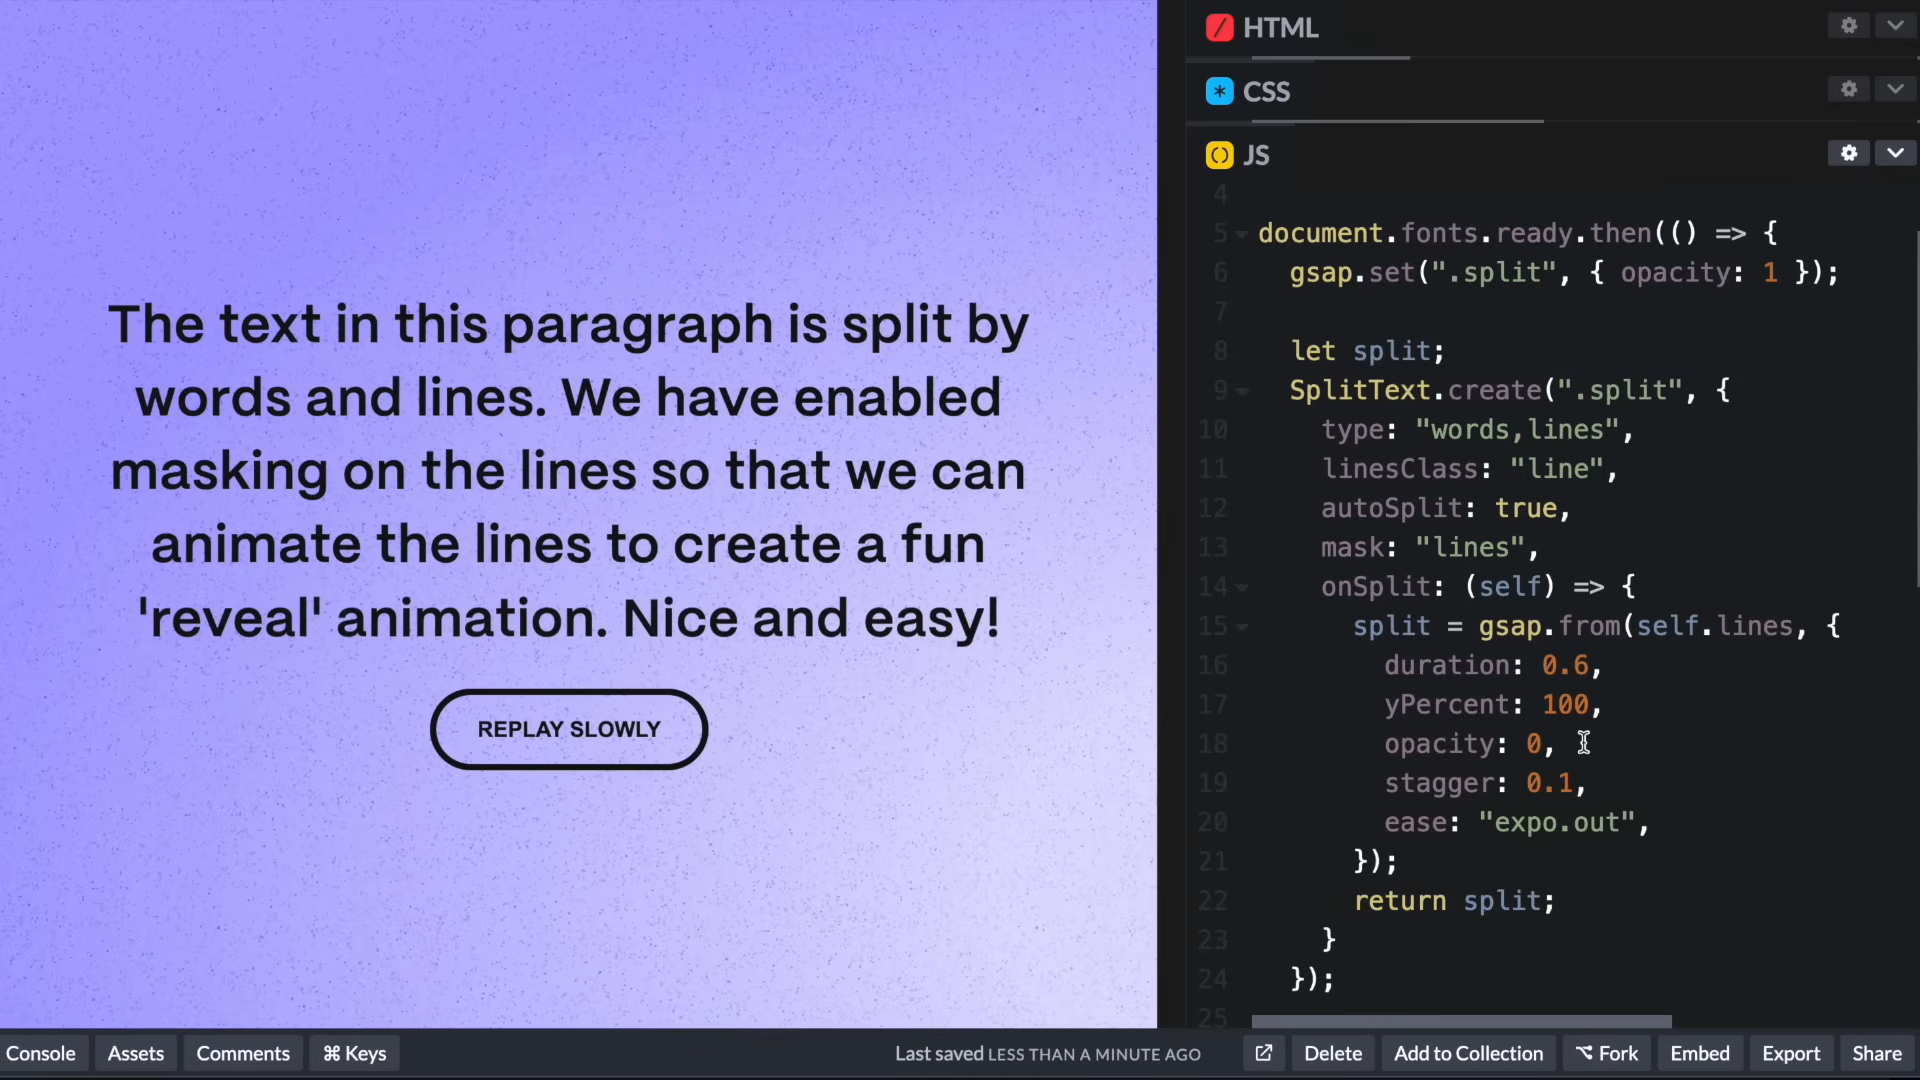 The text in this paragraph is split by
words and lines. We have enabled
masking on the lines so that we can
animate the lines to create a fun
'reveal' animation. Nice and easy!
REPLAY SLOWLY
HTML
CSS
JS
4
5 document.fonts.ready.then(() => {
6 gsap.set(".split", { opacity: 1 });
7
8 let split;
9 SplitText.create(".split", {
10 type: "words,lines",
11 linesClass: "line",
12 autoSplit: true,
13 mask: "lines",
14 onSplit: (self) => {
15 split = gsap.from(self.lines, {
16 duration: 0.6,
17 yPercent: 100,
18 opacity: 0,
19 stagger: 0.1,
20 ease: "expo.out",
21 });
22 return split;
23 }
24 });
25
Console Assets Comments ⌘ Keys Last saved LESS THAN A MINUTE AGO Delete Add to Collection ⌥ Fork Embed Export Share